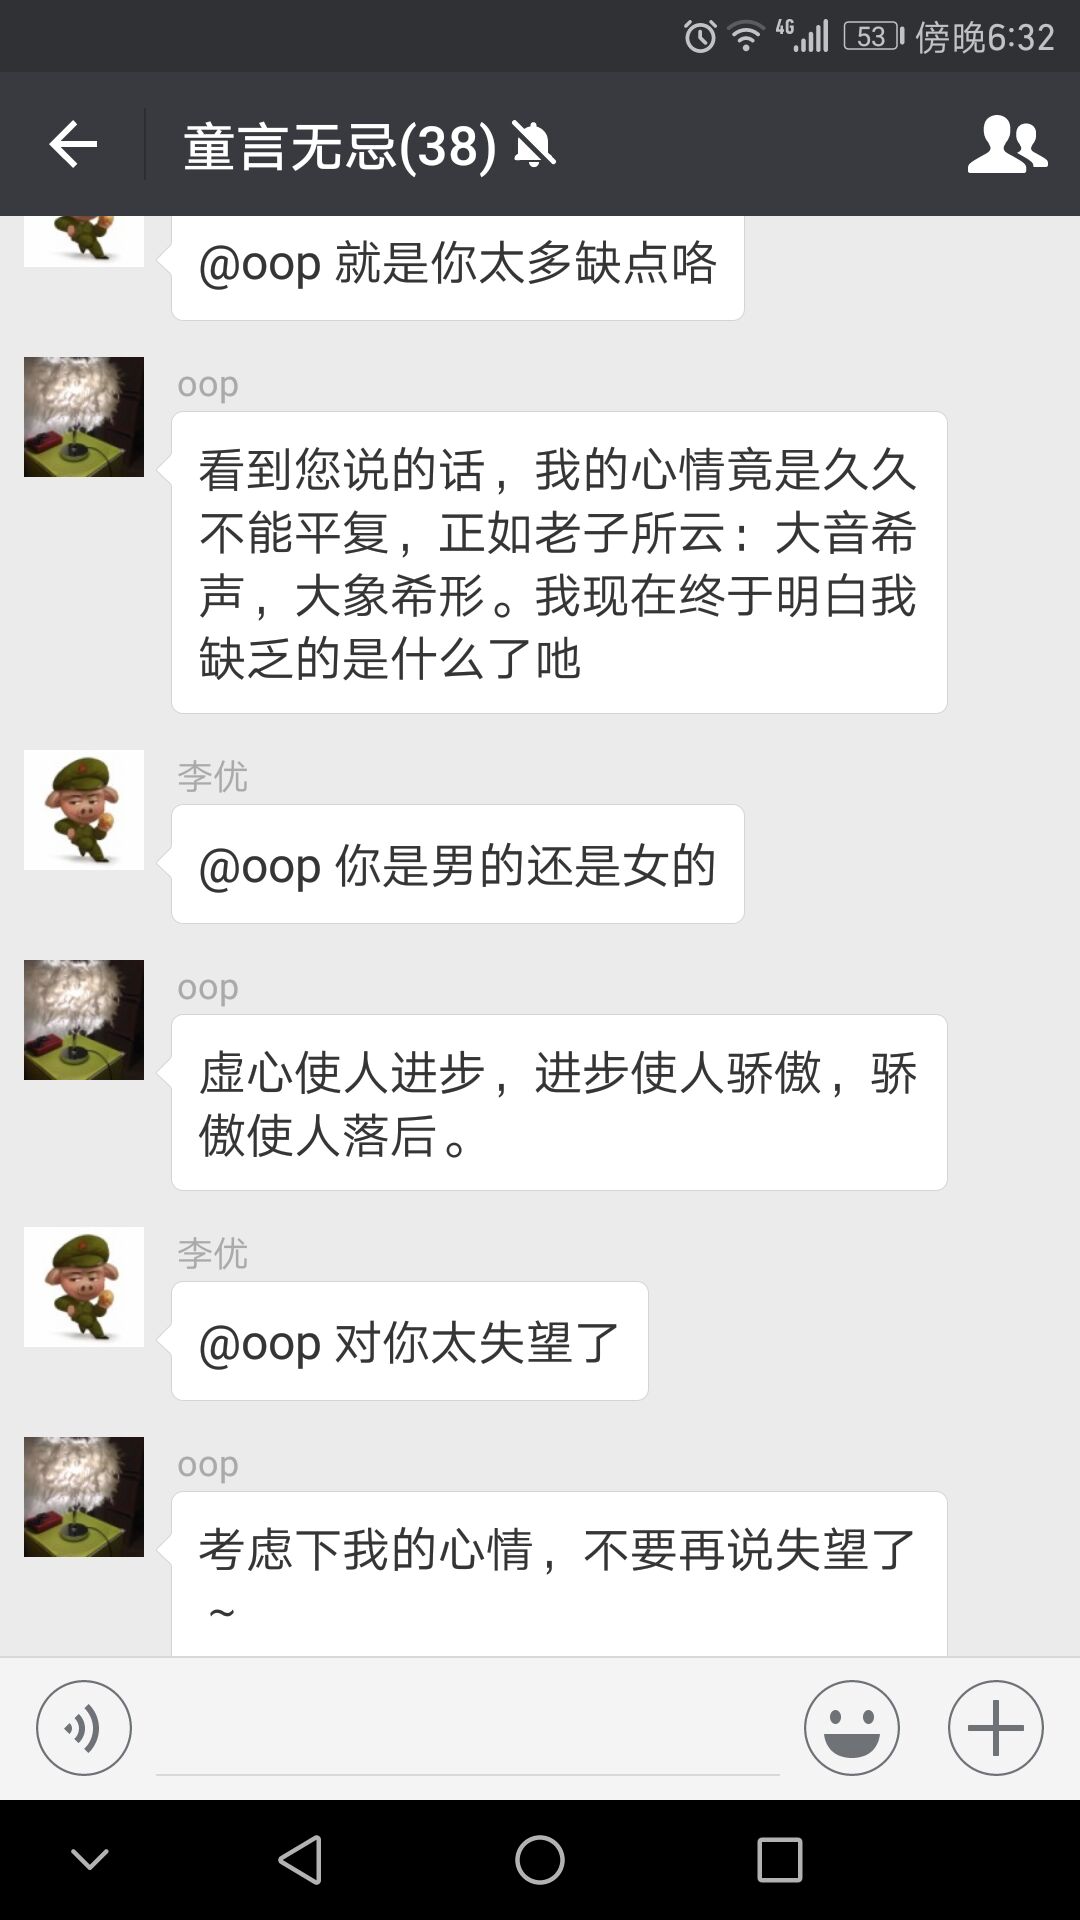 4G 53 傍晚6:32
童言无忌(38)
@oop 就是你太多缺点咯
oop
看到您说的话，我的心情竟是久久
不能平复，正如老子所云：大音希
声，大象希形。我现在终于明白我
缺乏的是什么了吔
李优
@oop 你是男的还是女的
oop
虚心使人进步，进步使人骄傲，骄
傲使人落后。
李优
@oop 对你太失望了
oop
考虑下我的心情，不要再说失望了
~